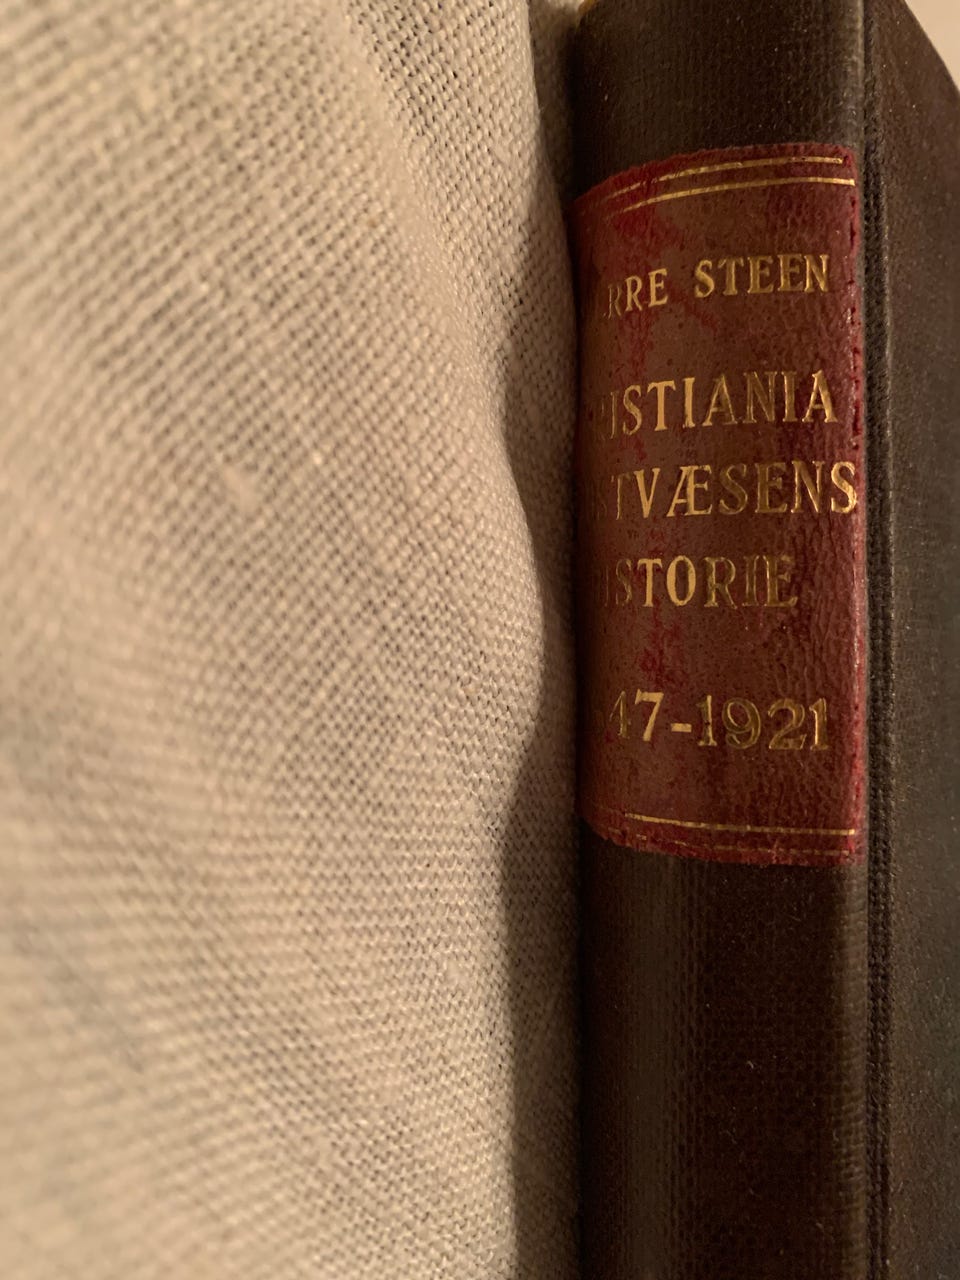 RRE STEEN
ISTIANIA
STVÆSENS
ISTORIE
47-1921